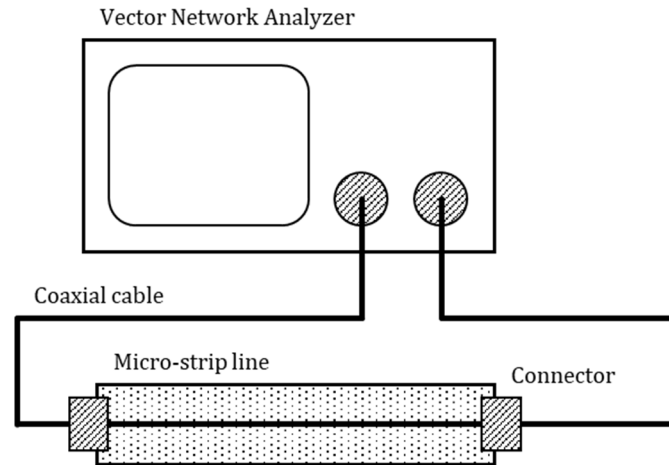 Vector Network Analyzer
Coaxial cable
Micro-strip line
Connector